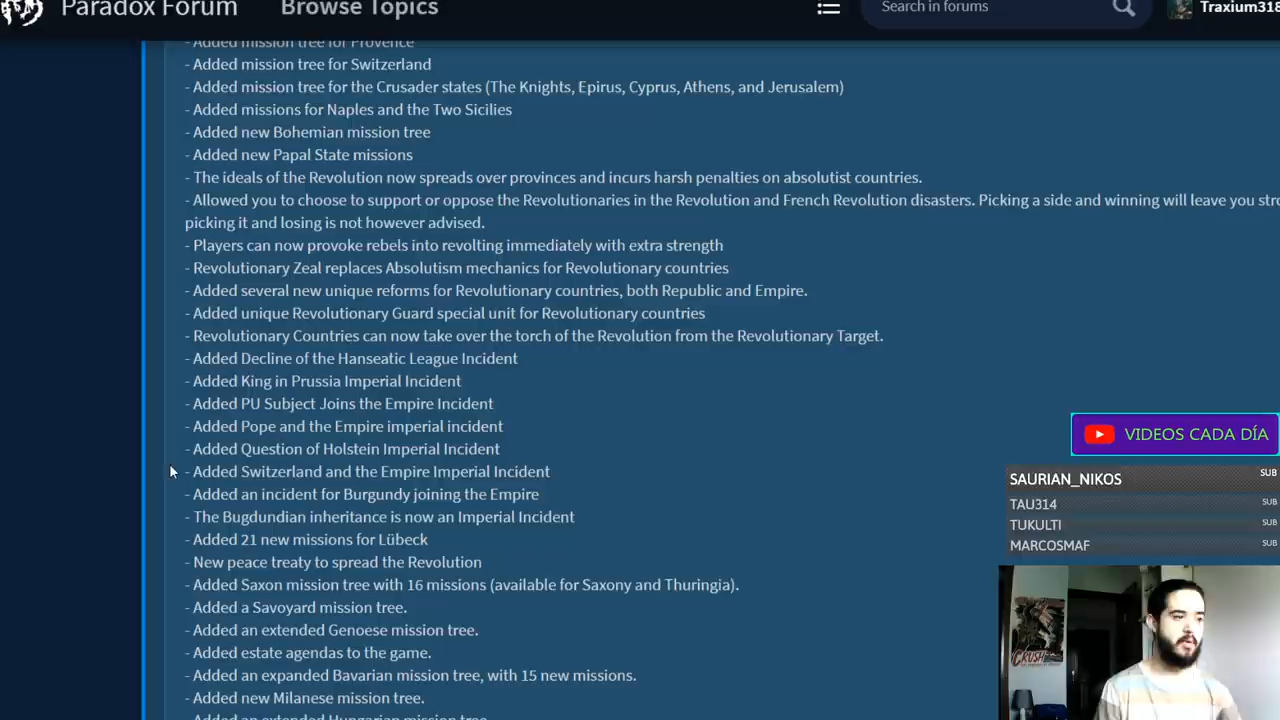 Paradox Forum
Browse Topics
Search in forums
Traxium318
- Added mission tree for Provence
- Added mission tree for Switzerland
- Added mission tree for the Crusader states (The Knights, Epirus, Cyprus, Athens, and Jerusalem)
- Added missions for Naples and the Two Sicilies
- Added new Bohemian mission tree
- Added new Papal State missions
- The ideals of the Revolution now spreads over provinces and incurs harsh penalties on absolutist countries.
- Allowed you to choose to support or oppose the Revolutionaries in the Revolution and French Revolution disasters. Picking a side and winning will leave you
picking it and losing is not however advised.
- Players can now provoke rebels into revolting immediately with extra strength
- Revolutionary Zeal replaces Absolutism mechanics for Revolutionary countries
- Added several new unique reforms for Revolutionary countries, both Republic and Empire.
- Added unique Revolutionary Guard special unit for Revolutionary countries
- Revolutionary Countries can now take over the torch of the Revolution from the Revolutionary Target.
- Added Decline of the Hanseatic League Incident
- Added King in Prussia Imperial Incident
- Added PU Subject Joins the Empire Incident
- Added Pope and the Empire imperial incident
- Added Question of Holstein Imperial Incident
- Added Switzerland and the Empire Imperial Incident
- Added an incident for Burgundy joining the Empire
- The Bugdundian inheritance is now an Imperial Incident
- Added 21 new missions for Lübeck
- New peace treaty to spread the Revolution
- Added Saxon mission tree with 16 missions (available for Saxony and Thuringia).
- Added a Savoyard mission tree.
- Added an extended Genoese mission tree.
- Added estate agendas to the game.
- Added an expanded Bavarian mission tree, with 15 new missions.
- Added new Milanese mission tree.
- Added an extended Hungarian mission tree
VIDEOS CADA DÍA
SAURIAN_NIKOS SUB
TAU314 SUB
TUKULTI SUB
MARCOSMAF SUB
CRUSH